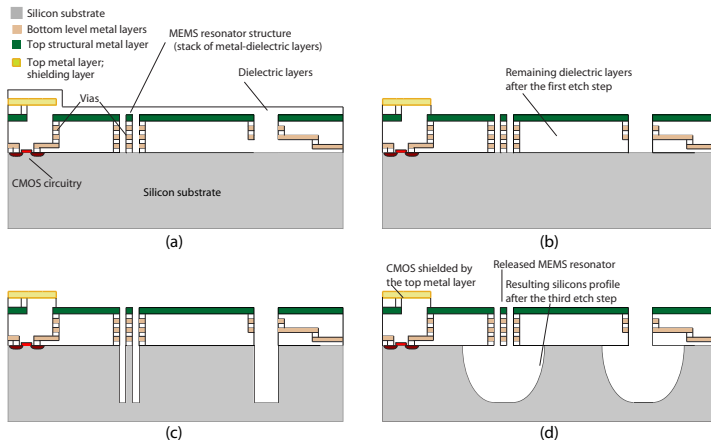 Silicon substrate
Bottom level metal layers
Top structural metal layer
Top metal layer;
shielding layer
MEMS resonator structure
(stack of metal-dielectric layers)
Dielectric layers
Vias
CMOS circuitry
Silicon substrate
(a)
Remaining dielectric layers
after the first etch step
(b)
(c)
CMOS shielded by
the top metal layer
Released MEMS resonator
Resulting silicons profile
after the third etch step
(d)